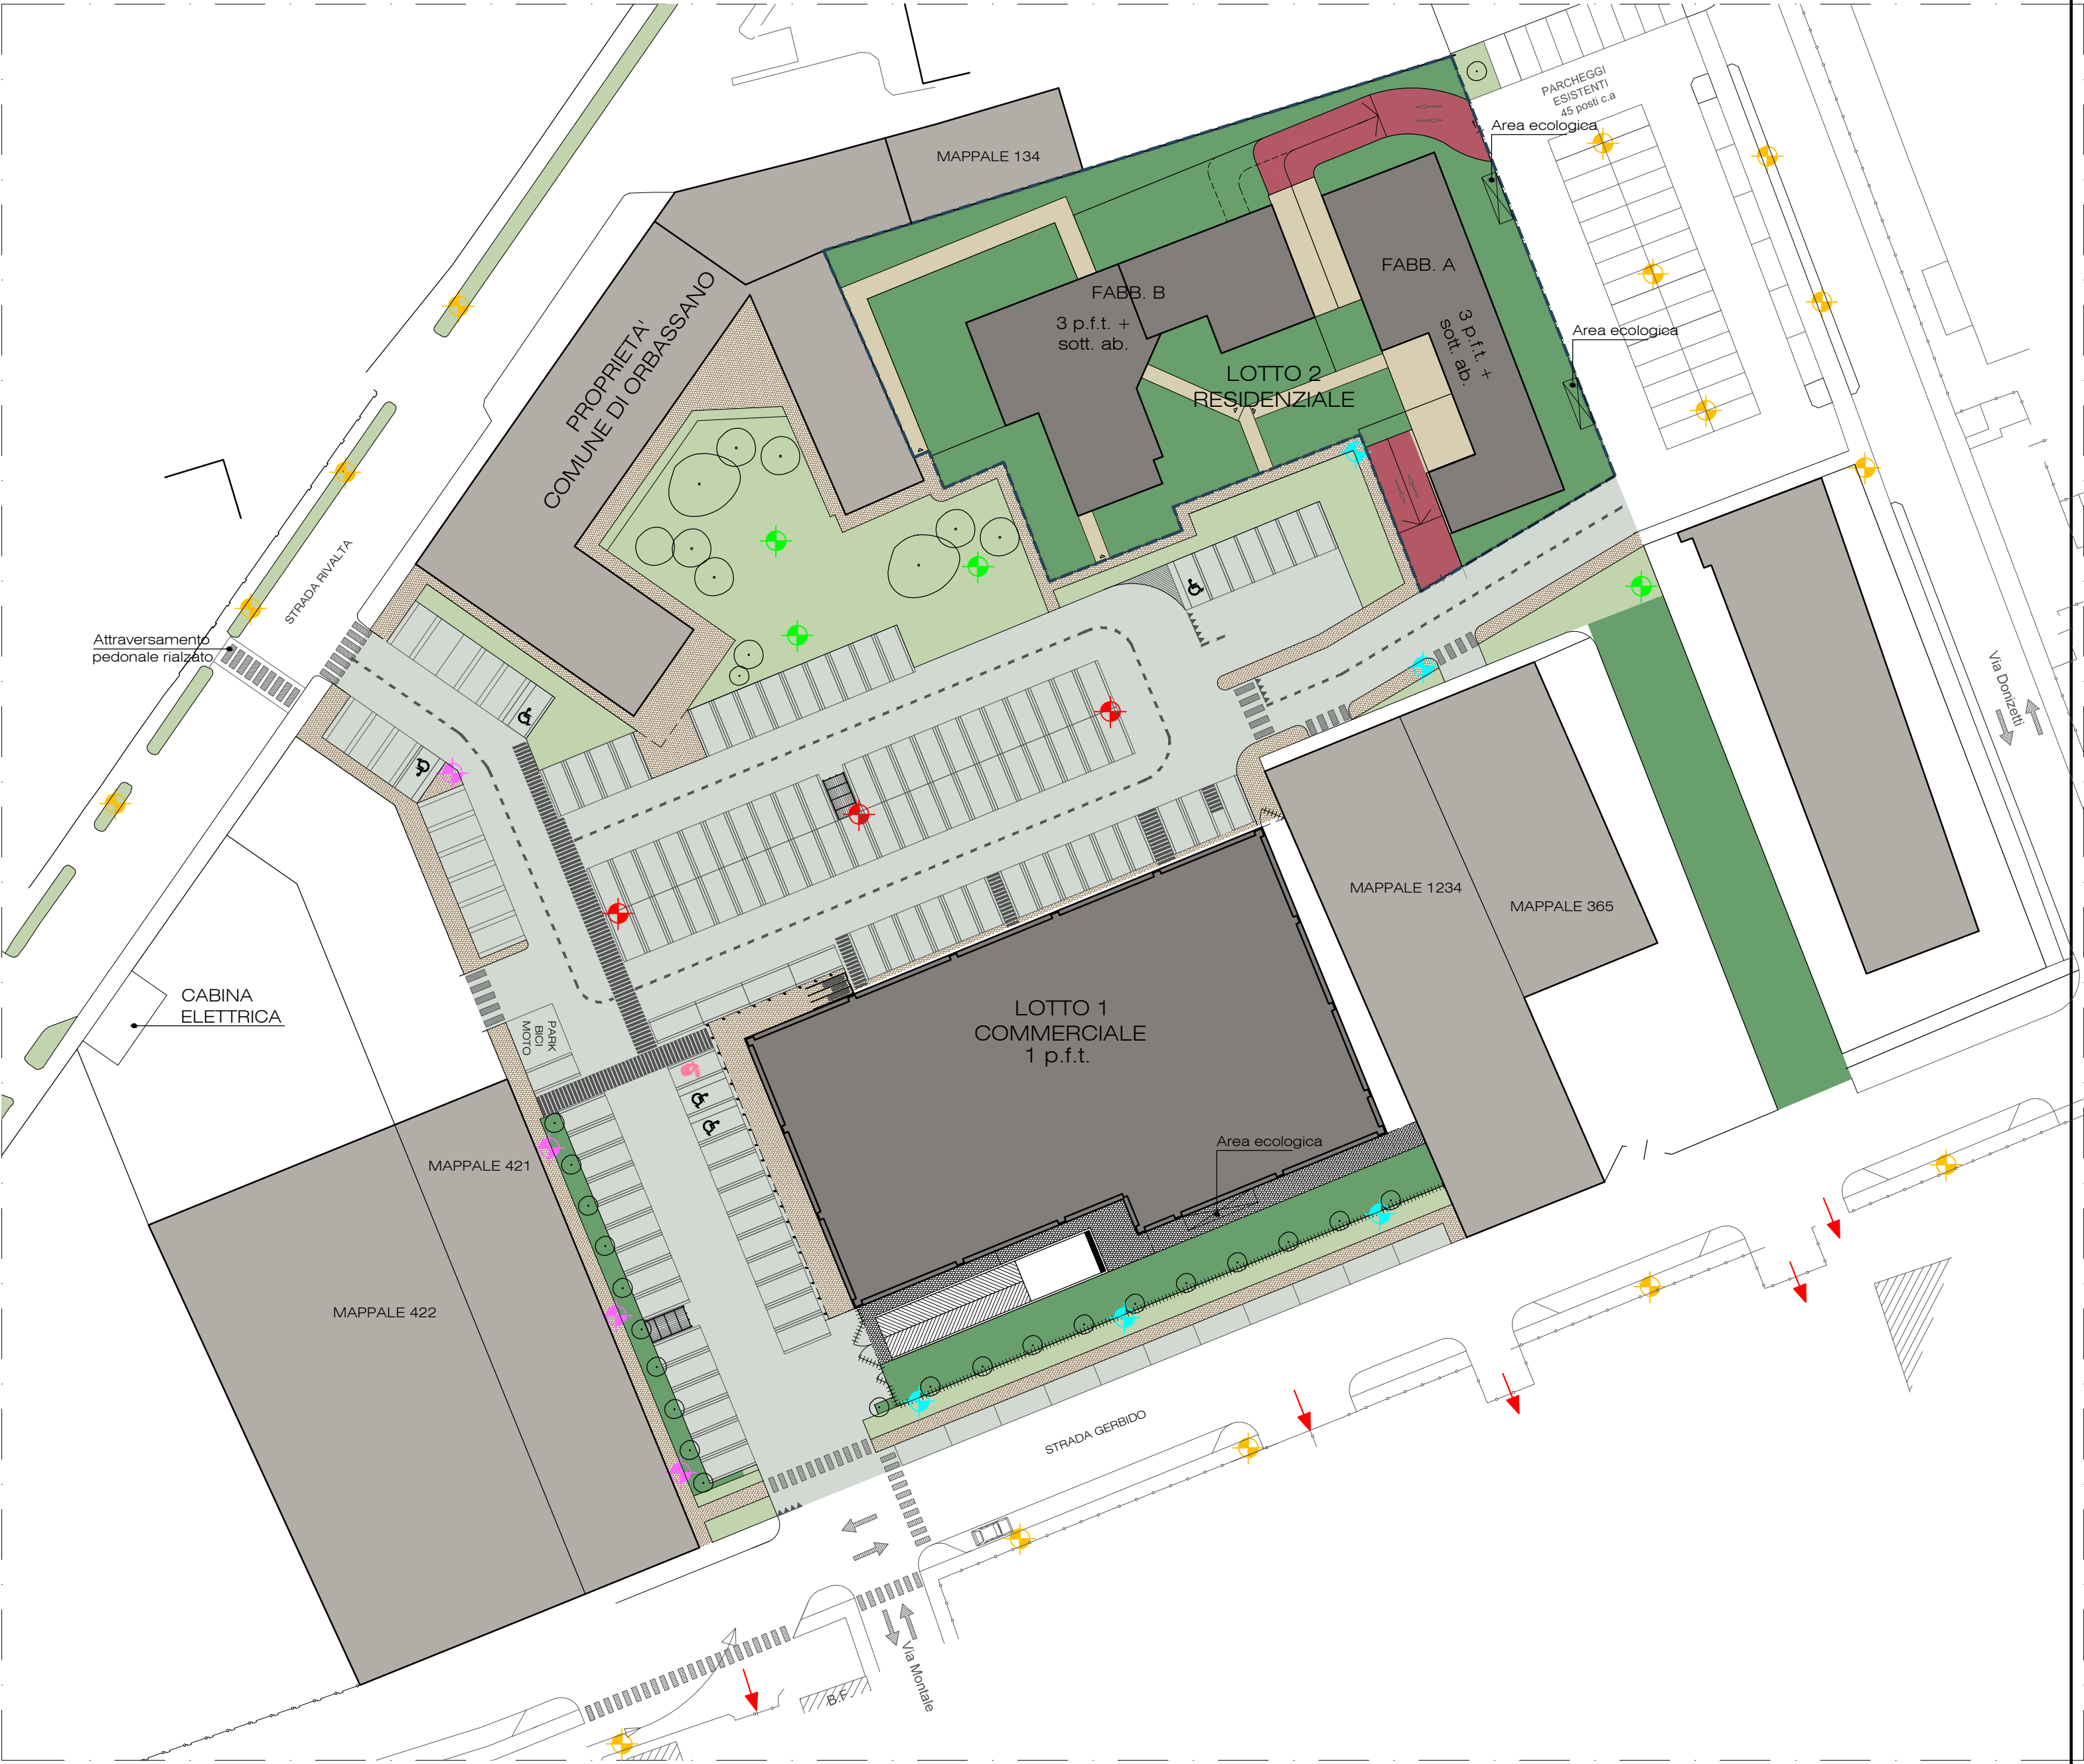 PARCHEGGI
ESISTENTI
45 posti c.a
Area ecologica
MAPPALE 134
FABB. A
3 p.f.t. +
sott. ab.
FABB. B
3 p.f.t. +
sott. ab.
Area ecologica
LOTTO 2
RESIDENZIALE
PROPRIETA'
COMUNE DI ORBASSANO
STRADA RIVALTA
Attraversamento
pedonale rialzato
Via Donizetti
MAPPALE 1234
MAPPALE 365
CABINA
ELETTRICA
PARK
BICI
MOTO
LOTTO 1
COMMERCIALE
1 p.f.t.
Area ecologica
MAPPALE 421
MAPPALE 422
STRADA GERBIDO
Via Montale
B.F.